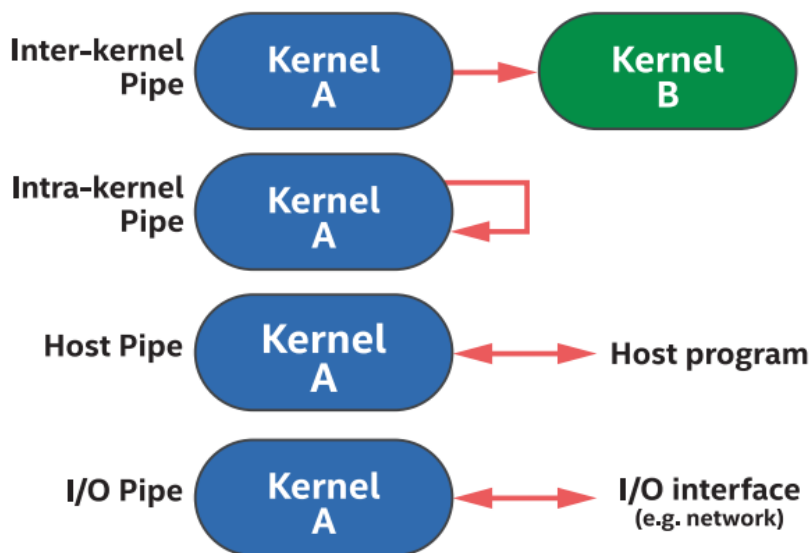 Inter-kernel
Pipe
Kernel
A
Kernel
B
Intra-kernel
Pipe
Kernel
A
Host Pipe
Kernel
A
Host program
I/O Pipe
Kernel
A
I/O interface
(e.g. network)